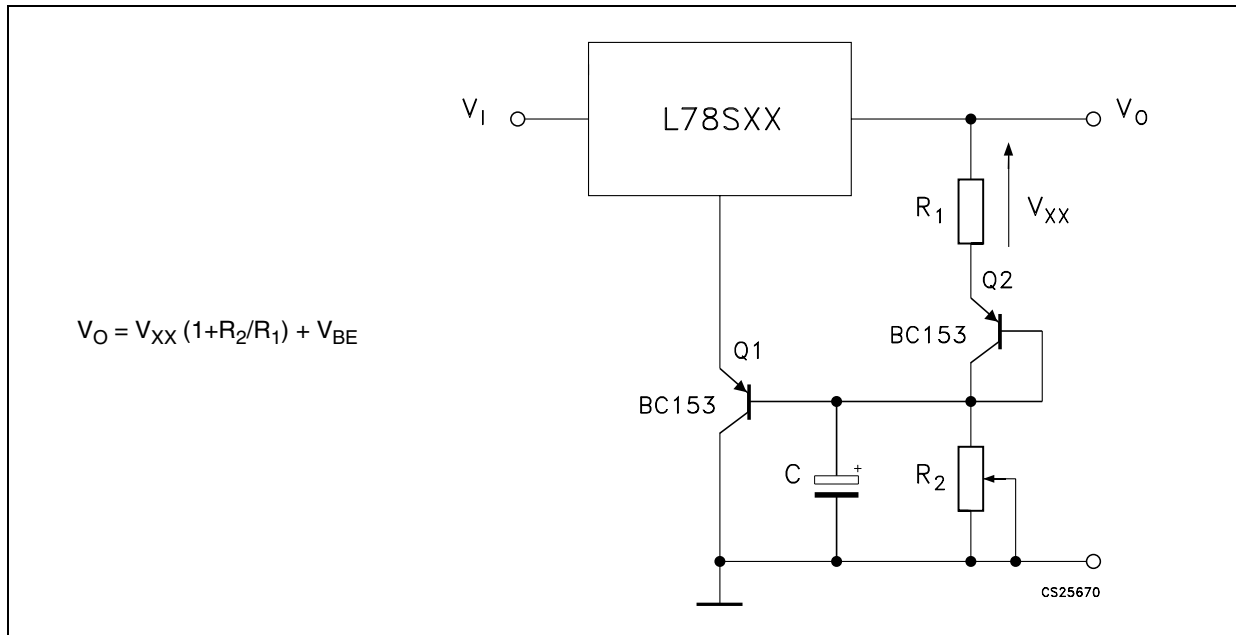 L78SXX
V_I
V_O
R_1
V_XX
Q2
BC153
V_O = V_XX (1+R_2/R_1) + V_BE
Q1
BC153
C
+
R_2
CS25670